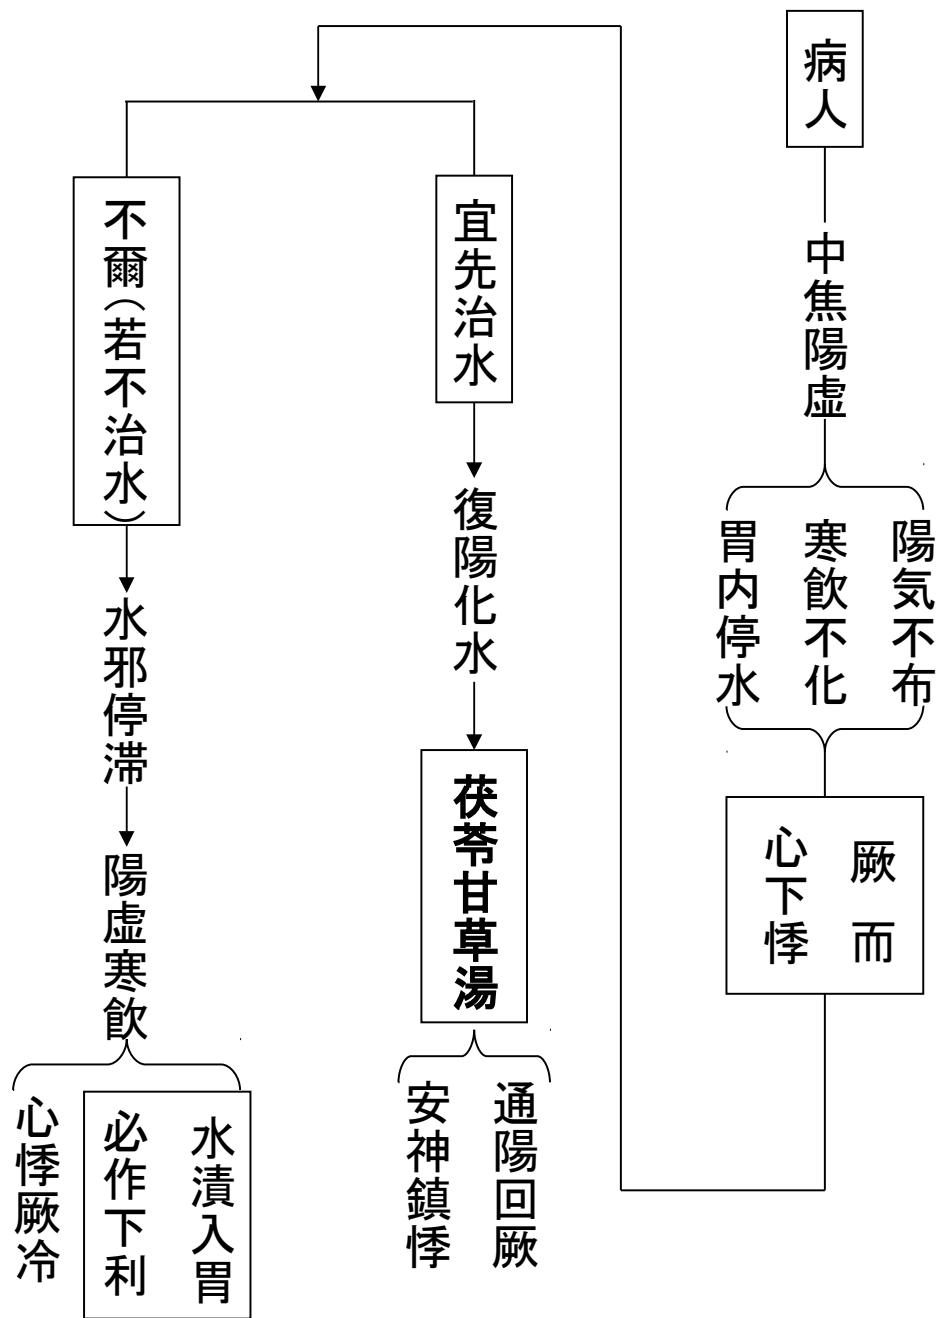 病人
中焦陽虚
陽気不布
寒飲不化
胃内停水
厥而
心下悸
宜先治水
復陽化水
茯苓甘草湯
通陽回厥
安神鎮悸
不爾(若不治水)
水邪停滞
陽虚寒飲
水漬入胃
必作下利
心悸厥冷